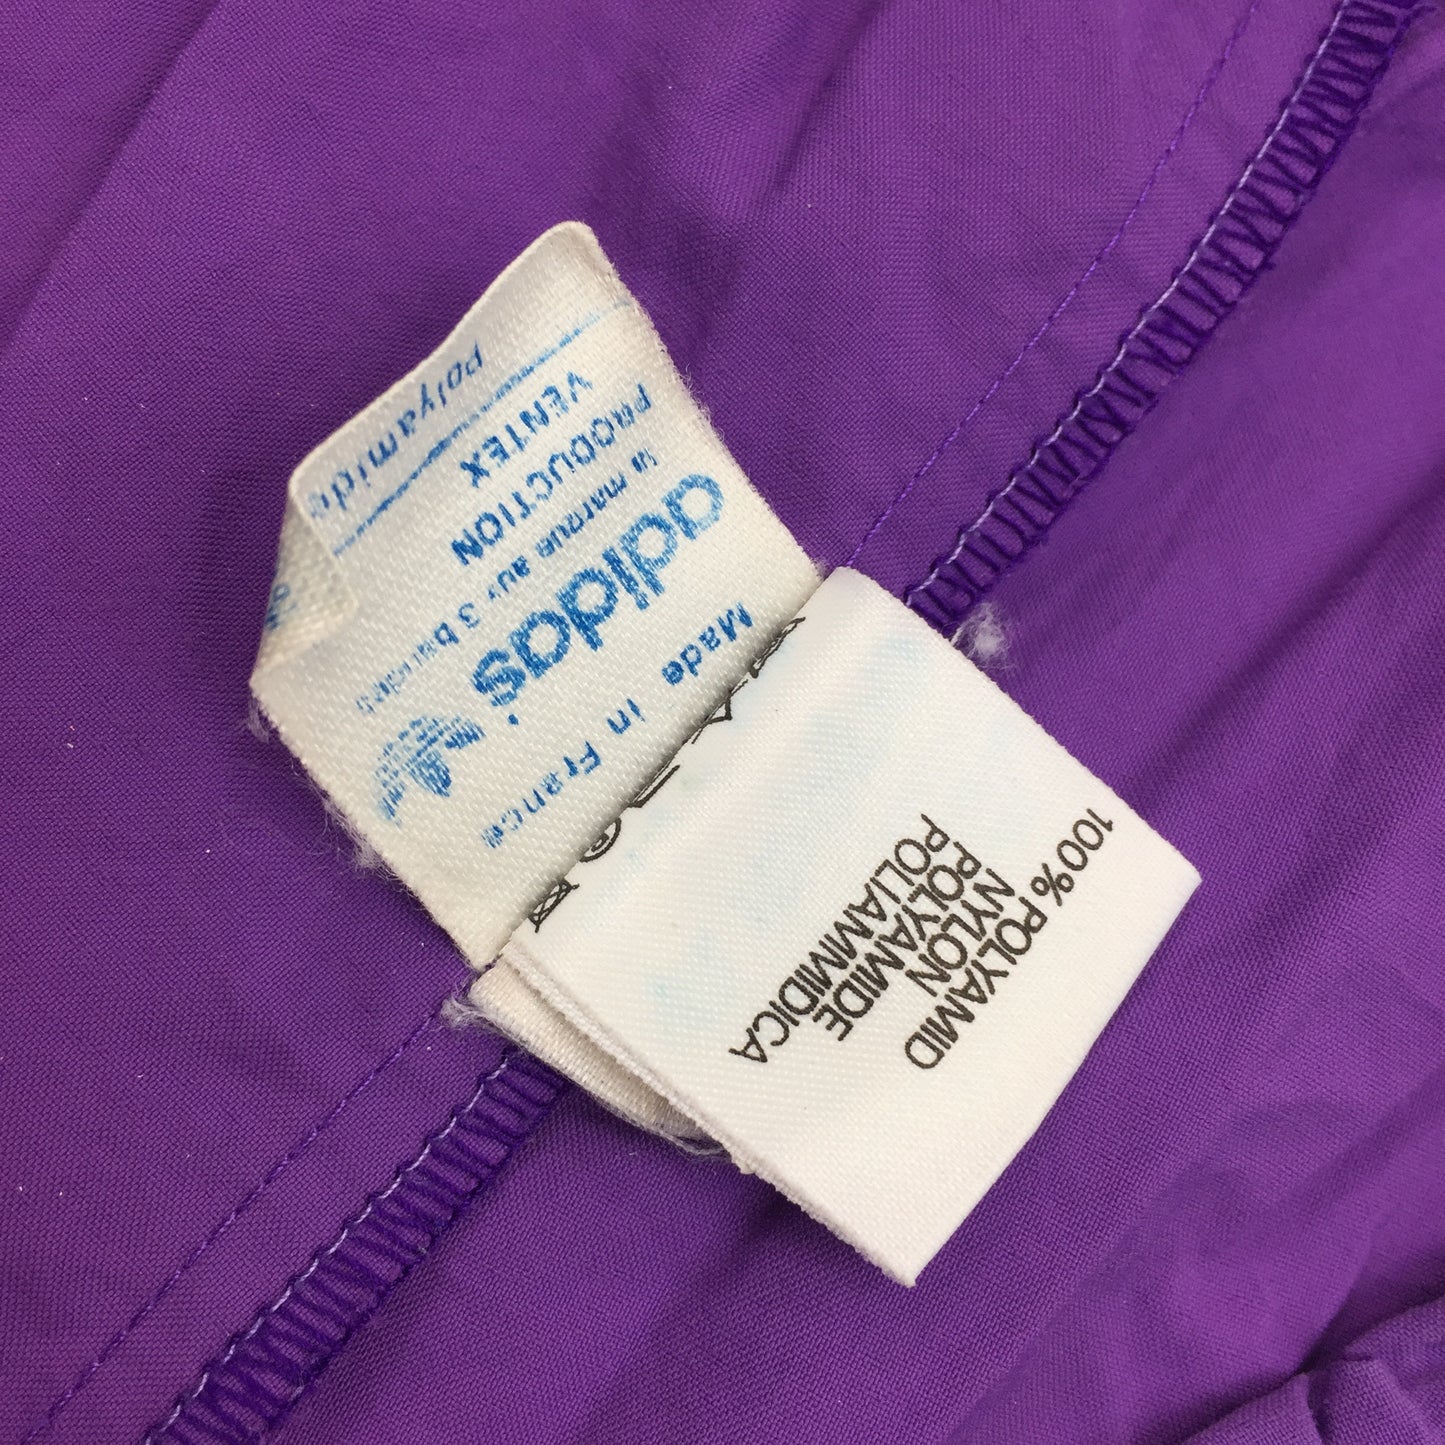 Made in France
adidas
la marque aux 3 bandes
PRODUCTION
VENTEX
polyamide
100% POLYAMID
NYLON
POLYAMIDE
POLIAMMIDICA